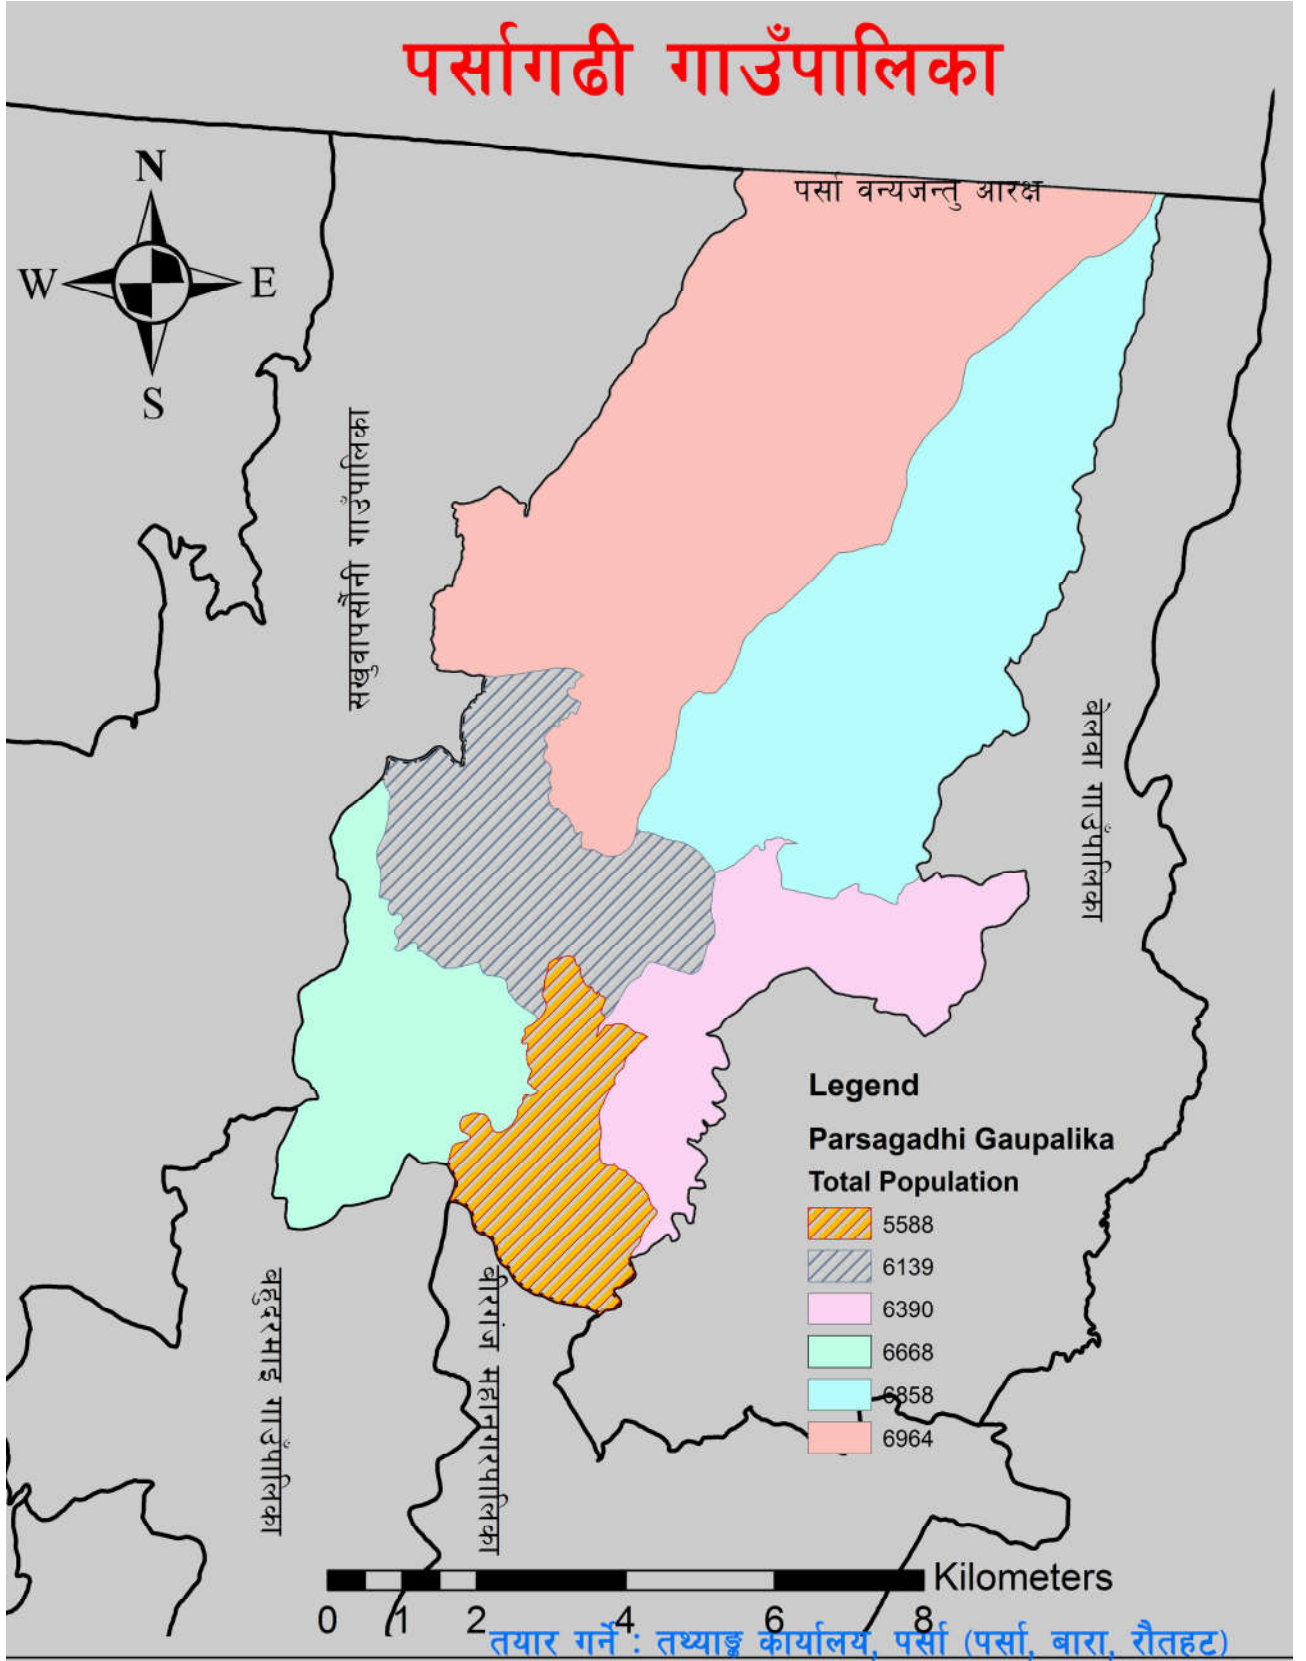 पर्सागढी गाउँपालिका
पर्सा वन्यजन्तु आरक्ष
N
W
E
S
सखुवापर्सौनी गाउँपालिका
बेलवा गाउँपालिका
Legend
Parsagadhi Gaupalika
Total Population
5588
6139
6390
6668
6858
6964
बहुदरमाइ गाउँपालिका
बीरगंज महानगरपालिका
Kilometers
0 1 2 4 6 8
तयार गर्ने : तथ्याङ्क कार्यालय, पर्सा (पर्सा, बारा, रौतहट)